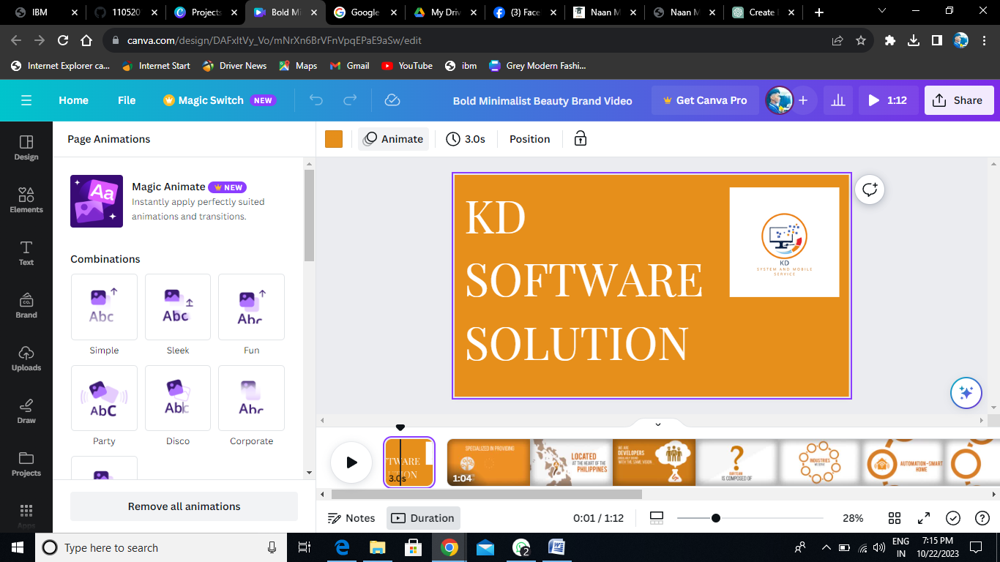 IBM
110520
Projects
Bold Mi
Google
My Driv
(3) Face
Naan M
Naan M
Create
canva.com/design/DAFxltVy_Vo/mNrXn6BrVFnVpqEPaE9aSw/edit
Internet Explorer ca...
Internet Start
Driver News
Maps
Gmail
YouTube
ibm
Grey Modern Fashi...
Home
File
Magic Switch
NEW
Bold Minimalist Beauty Brand Video
Get Canva Pro
1:12
Share
Design
Elements
Text
Brand
Uploads
Draw
Projects
Apps
Page Animations
Animate
3.0s
Position
Magic Animate
NEW
Instantly apply perfectly suited
animations and transitions.
Combinations
Abc
Abc
Abc
Simple
Sleek
Fun
AbC
Abc
Abc
Party
Disco
Corporate
Remove all animations
KD
SOFTWARE
SOLUTION
KD
SYSTEM AND MOBILE
SERVICE
3.0s
1:04
SPECIALIZED IN PROVIDING
LOCATED
AT THE HEART OF THE
PHILIPPINES
WE ARE
DEVELOPERS
WITH THE SAME VISION
OUR TEAM
IS COMPOSED OF
INDUSTRIES
WE SERVE
AUTOMATION-SMART
HOME
Notes
Duration
0:01 / 1:12
28%
Type here to search
2
ENG
IN
7:15 PM
10/22/2023